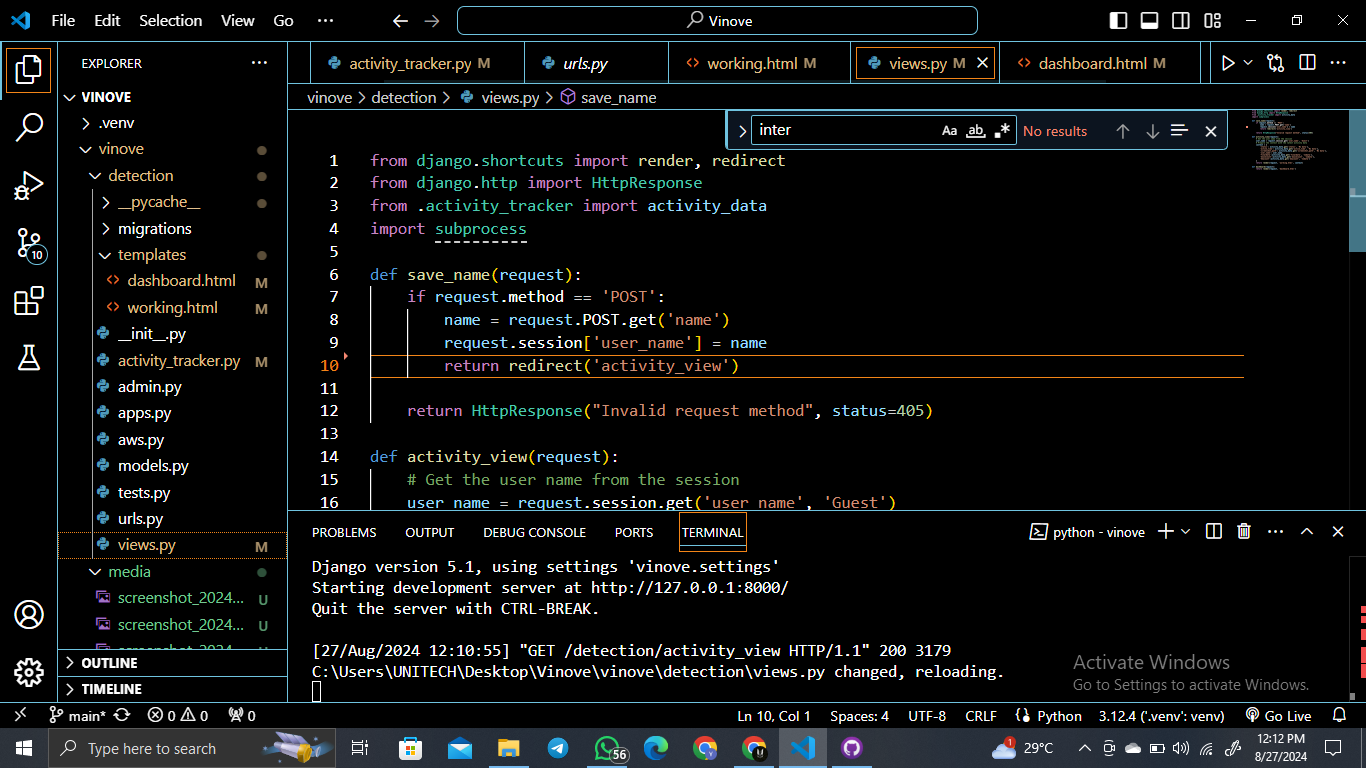 File Edit Selection View Go ··· Vinove
EXPLORER ···
VINOVE
.venv
vinove
detection
__pycache__
migrations
templates
dashboard.html M
working.html M
__init__.py
activity_tracker.py M
admin.py
apps.py
aws.py
models.py
tests.py
urls.py
views.py M
media
screenshot_2024... U
screenshot_2024... U
OUTLINE
TIMELINE
10
activity_tracker.py M urls.py working.html M views.py M dashboard.html M
vinove > detection > views.py > save_name
inter Aa ab .* No results
1 from django.shortcuts import render, redirect
2 from django.http import HttpResponse
3 from .activity_tracker import activity_data
4 import subprocess
5
6 def save_name(request):
7 if request.method == 'POST':
8 name = request.POST.get('name')
9 request.session['user_name'] = name
10 return redirect('activity_view')
11
12 return HttpResponse("Invalid request method", status=405)
13
14 def activity_view(request):
15 # Get the user name from the session
16 user_name = request.session.get('user_name', 'Guest')
PROBLEMS OUTPUT DEBUG CONSOLE PORTS TERMINAL python - vinove
Django version 5.1, using settings 'vinove.settings'
Starting development server at http://127.0.0.1:8000/
Quit the server with CTRL-BREAK.
[27/Aug/2024 12:10:55] "GET /detection/activity_view HTTP/1.1" 200 3179
C:\Users\UNITECH\Desktop\Vinove\vinove\detection\views.py changed, reloading.
Activate Windows
Go to Settings to activate Windows.
main* 0 0 0 Ln 10, Col 1 Spaces: 4 UTF-8 CRLF Python 3.12.4 ('.venv': venv) Go Live
Type here to search 56 1 29°C 12:12 PM
8/27/2024